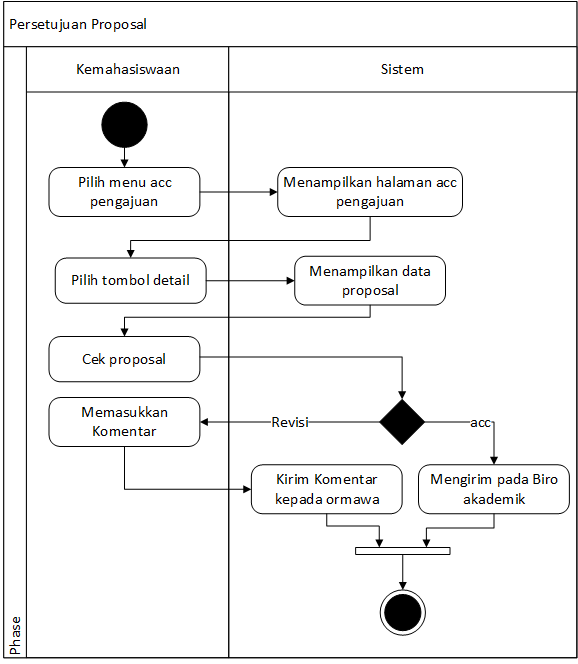 Persetujuan Proposal
Kemahasiswaan
Sistem
Pilih menu acc
pengajuan
Menampilkan halaman acc
pengajuan
Pilih tombol detail
Menampilkan data
proposal
Cek proposal
Memasukkan
Komentar
Revisi
acc
Kirim Komentar
kepada ormawa
Mengirim pada Biro
akademik
Phase